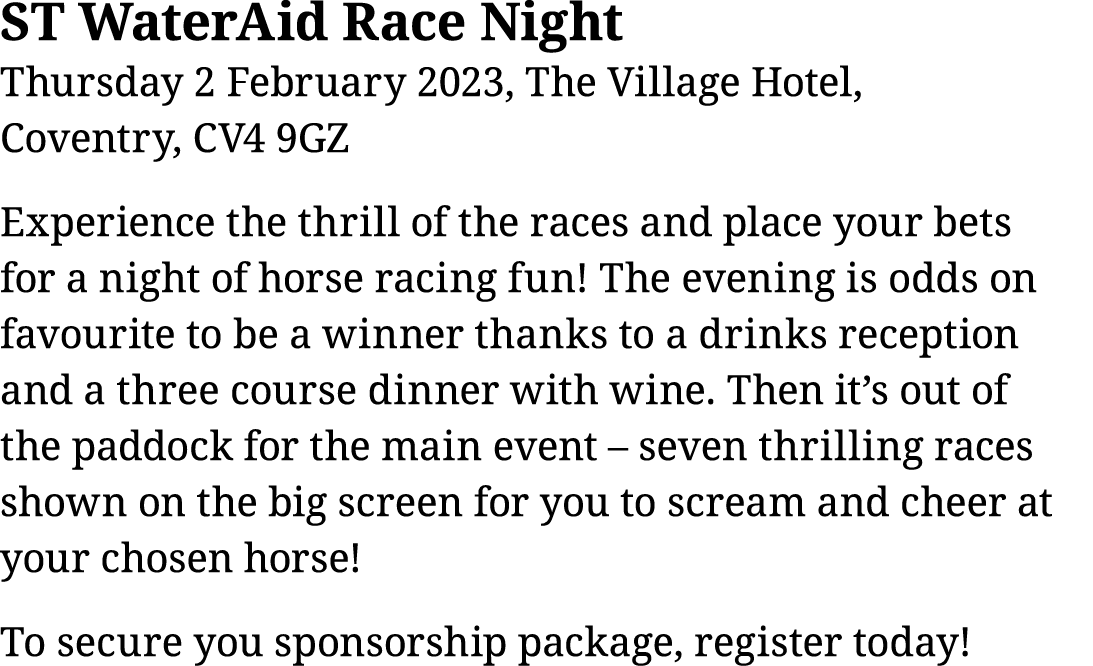 ST WaterAid Race Night
Thursday 2 February 2023, The Village Hotel,
Coventry, CV4 9GZ
Experience the thrill of the races and place your bets
for a night of horse racing fun! The evening is odds on
favourite to be a winner thanks to a drinks reception
and a three course dinner with wine. Then it’s out of
the paddock for the main event – seven thrilling races
shown on the big screen for you to scream and cheer at
your chosen horse!
To secure you sponsorship package, register today!